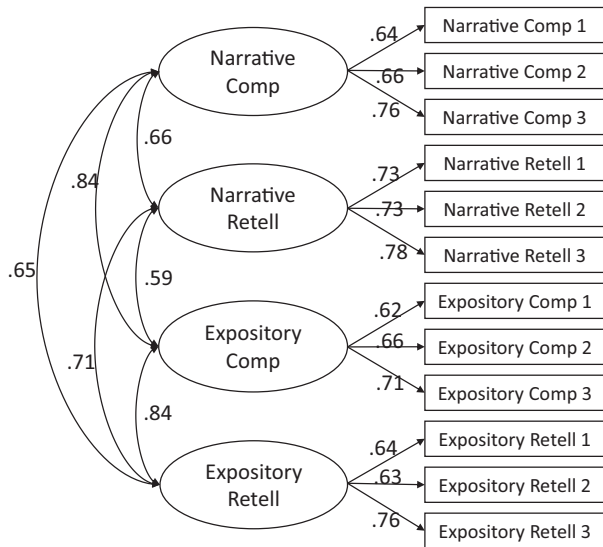 .64
Narrative Comp 1
Narrative
Comp
.66
Narrative Comp 2
.76
Narrative Comp 3
.66
.84
.73
Narrative Retell 1
Narrative
Retell
.73
Narrative Retell 2
.78
Narrative Retell 3
.65
.59
.62
Expository Comp 1
Expository
Comp
.66
Expository Comp 2
.71
.71
Expository Comp 3
.84
.64
Expository Retell 1
Expository
Retell
.63
Expository Retell 2
.76
Expository Retell 3